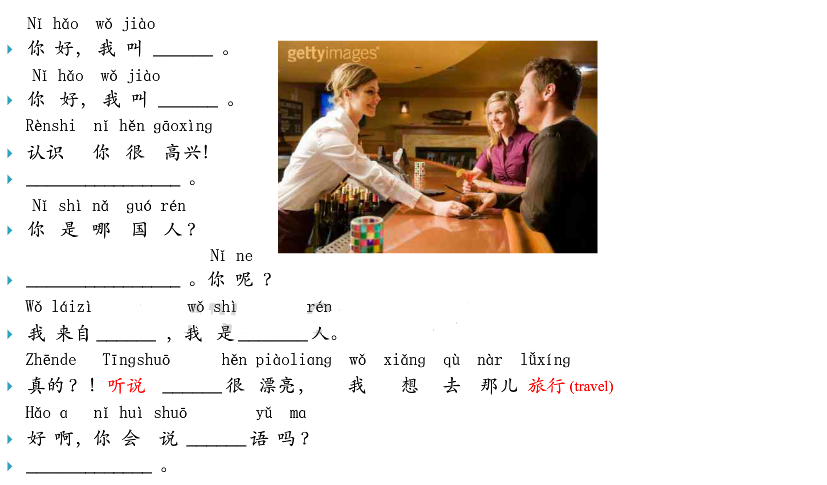 Nǐ hǎo wǒ jiào
你 好, 我 叫 ______ 。
Nǐ hǎo wǒ jiào
你 好, 我 叫 ______ 。
Rènshi nǐ hěn gāoxìng
认识 你 很 高兴!
________________ 。
Nǐ shì nǎ guó rén
你 是 哪 国 人?
Nǐ ne
________________ 。你 呢 ?
Wǒ láizì wǒ shì rén
我 来自 ______ , 我 是 _______ 人。
Zhēnde Tīngshuō hěn piàoliang wǒ xiǎng qù nàr lǚxíng
真的?! 听说 ______ 很 漂亮, 我 想 去 那儿 旅行 (travel)
Hǎo a nǐ huì shuō yǔ ma
好 啊, 你 会 说 ______ 语 吗?
_____________ 。
gettyimages®